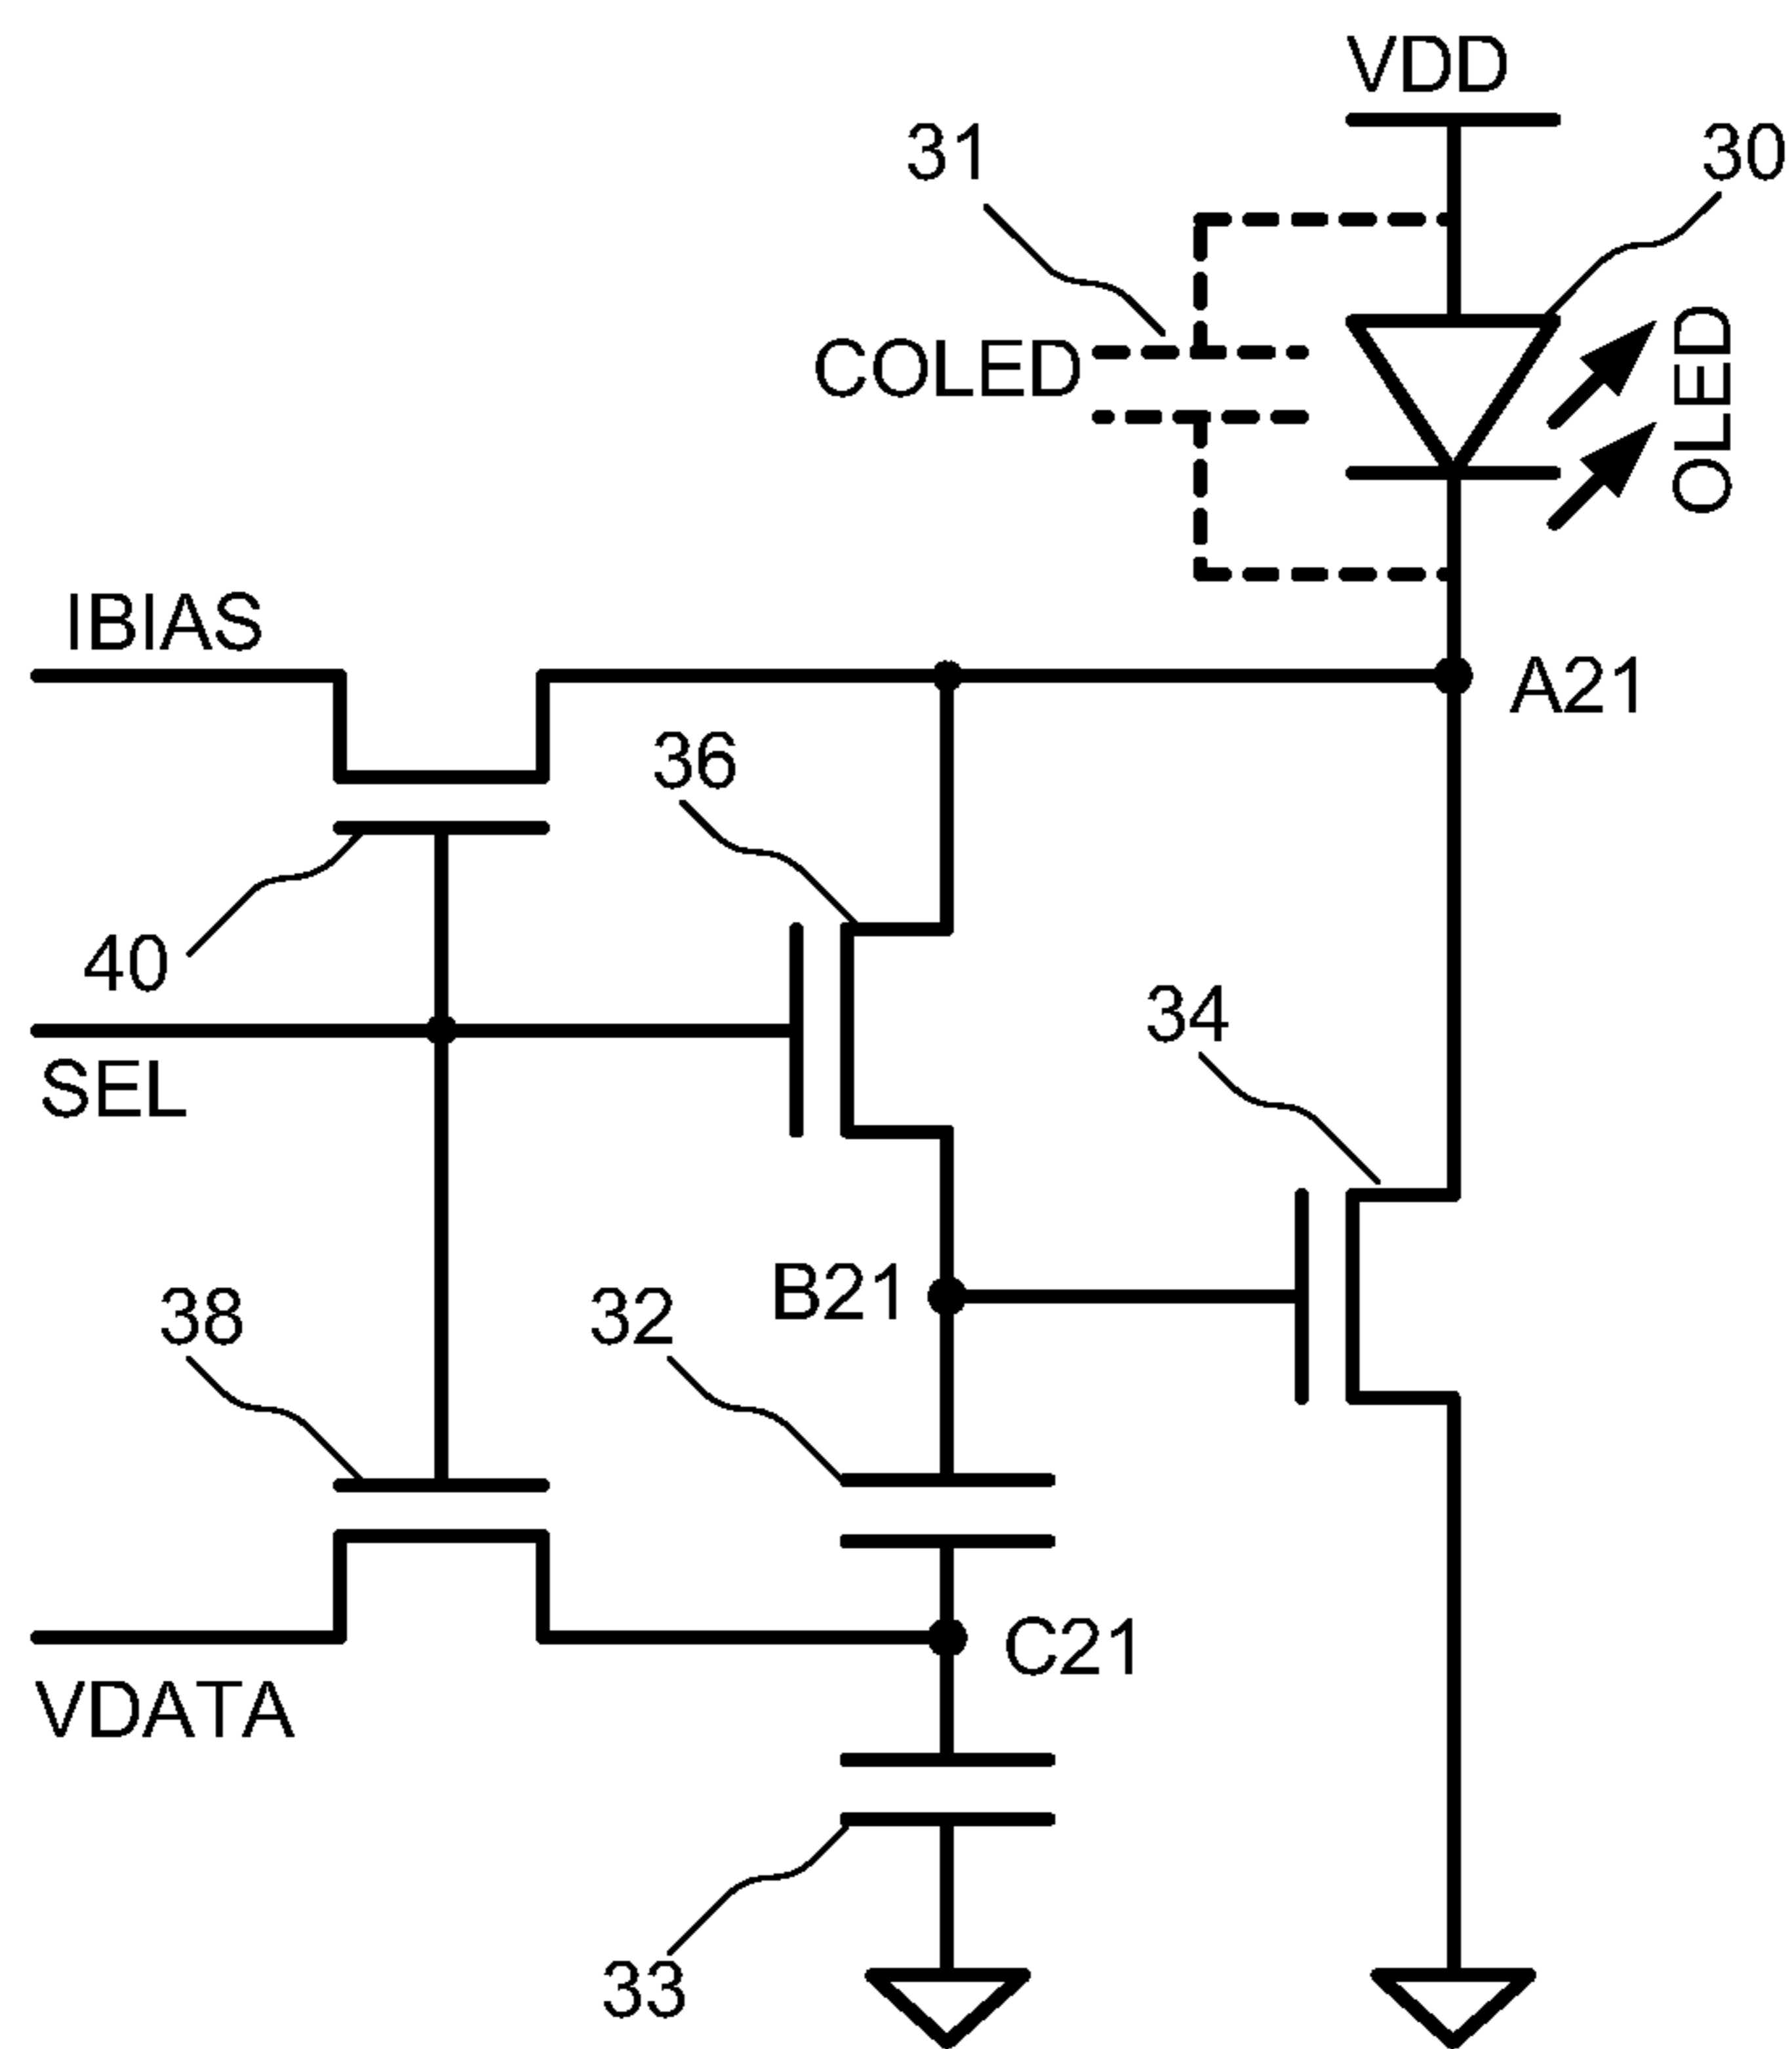 VDD
31
30
COLED
OLED
IBIAS
A21
36
40
34
SEL
B21
38
32
C21
VDATA
33